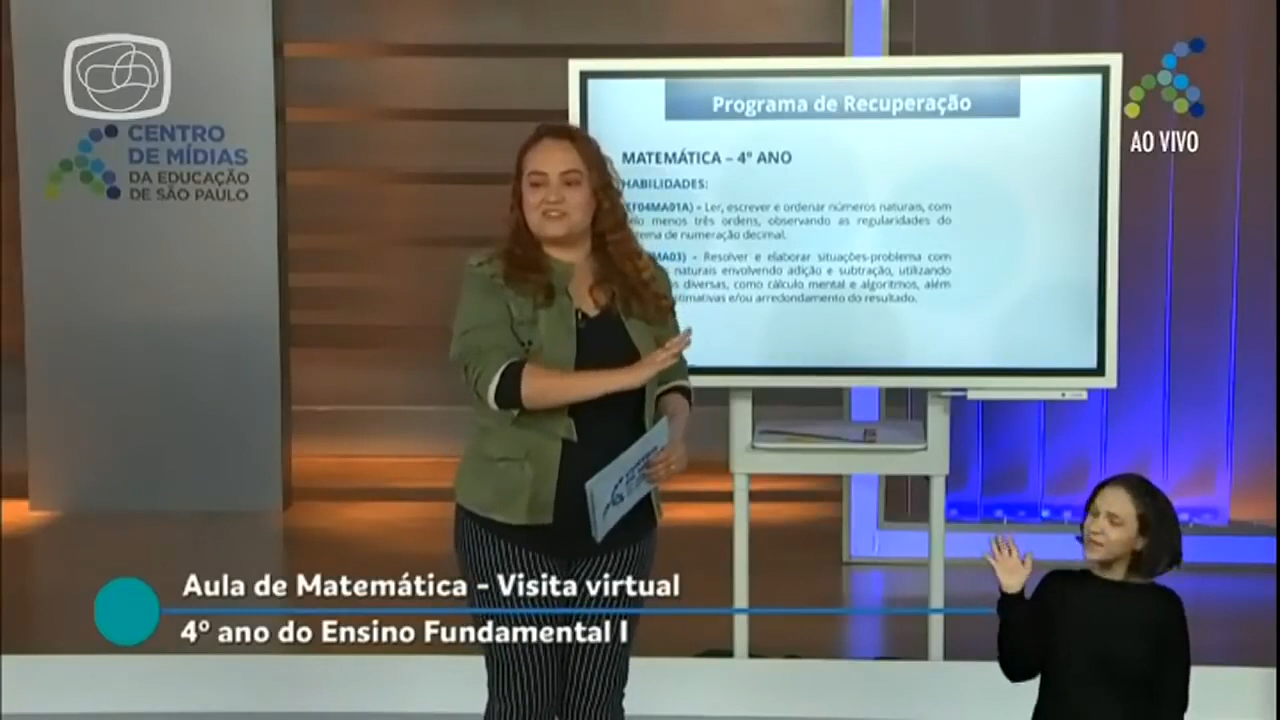 CENTRO
DE MÍDIAS
DA EDUCAÇÃO
DE SÃO PAULO
AO VIVO
Programa de Recuperação
MATEMÁTICA – 4º ANO
HABILIDADES:
EF04MA01A) – Ler, escrever e ordenar números naturais, com
menos três ordens, observando as regularidades do
de numeração decimal.
MA03) – Resolver e elaborar situações-problema com
naturais envolvendo adição e subtração, utilizando
diversas, como cálculo mental e algoritmos, além
e/ou arredondamento do resultado.
Aula de Matemática - Visita virtual
4º ano do Ensino Fundamental I